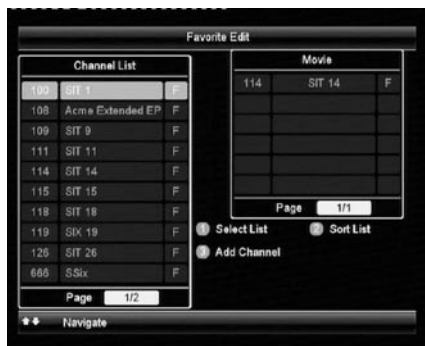 Favorite Edit
Channel List
100 SIT 1 F
108 Acme Extended EP F
109 SIT 9 F
111 SIT 11 F
114 SIT 14 F
115 SIT 15 F
118 SIT 18 F
119 SIX 19 F
126 SIT 26 F
666 SSix F
Page 1/2
Movie
114 SIT 14 F
Page 1/1
1 Select List 2 Sort List
3 Add Channel
Navigate